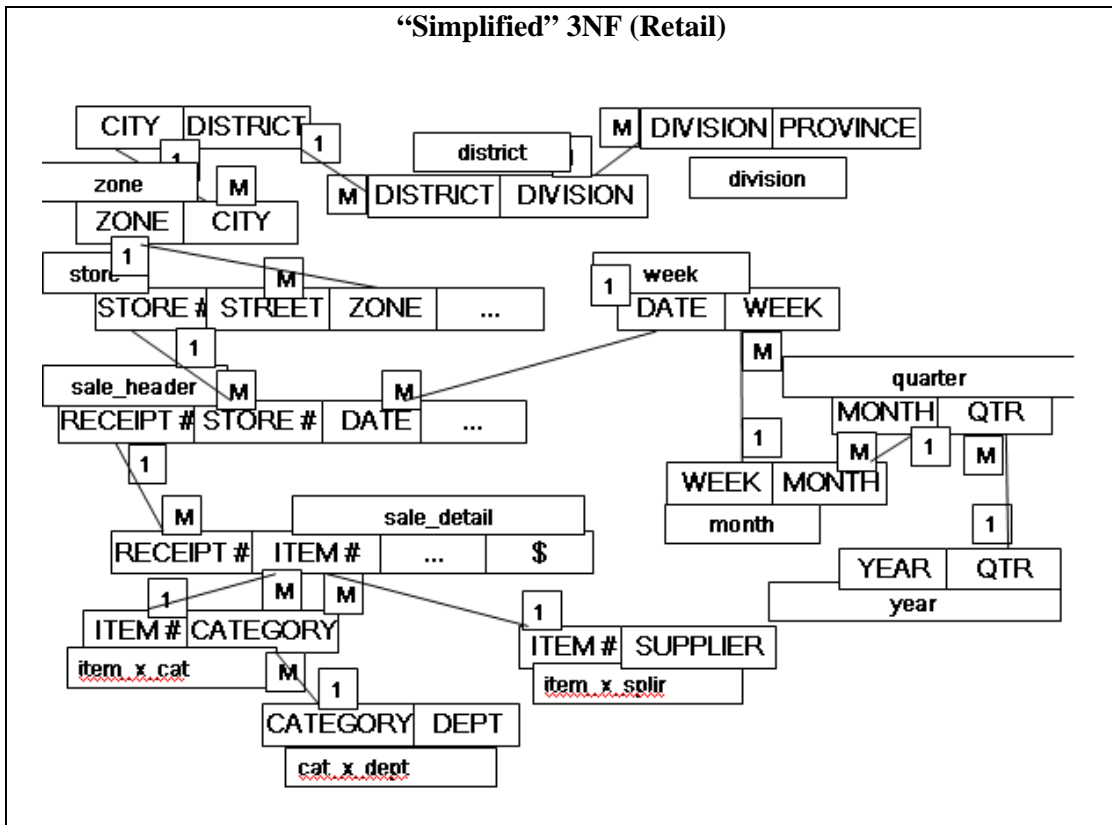 “Simplified” 3NF (Retail)
CITY DISTRICT
1
1
district
M DIVISION PROVINCE
division
zone
M
M DISTRICT DIVISION
ZONE CITY
1
store
M
STORE # STREET ZONE ...
1
week
DATE WEEK
1
M
sale_header
M
M
RECEIPT # STORE # DATE ...
quarter
MONTH QTR
1
1
M
1
M
WEEK MONTH
month
M
sale_detail
RECEIPT # ITEM # ... $
1
YEAR QTR
year
1
M
M
ITEM # CATEGORY
item_x_cat
1
ITEM # SUPPLIER
item_x_splir
M
1
CATEGORY DEPT
cat_x_dept